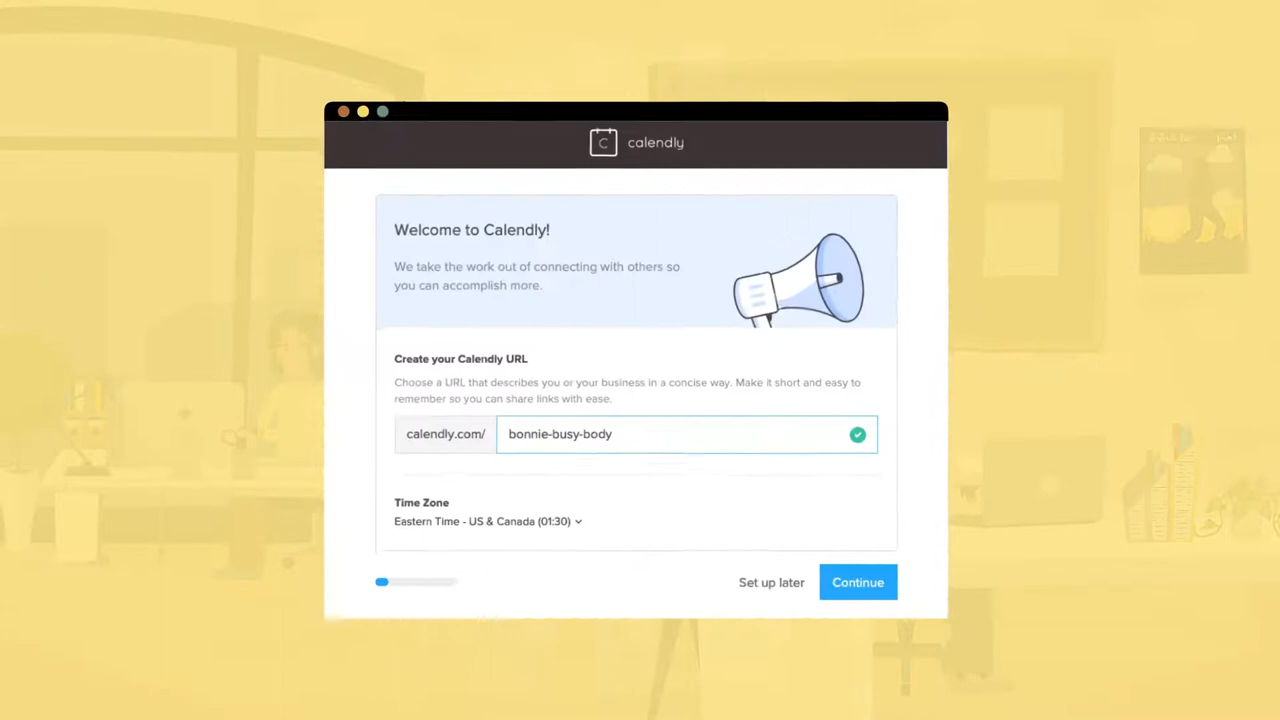 C calendly
Welcome to Calendly!
We take the work out of connecting with others so
you can accomplish more.
Create your Calendly URL
Choose a URL that describes you or your business in a concise way. Make it short and easy to
remember so you can share links with ease.
calendly.com/ bonnie-busy-body
Time Zone
Eastern Time - US & Canada (01:30)
Set up later Continue